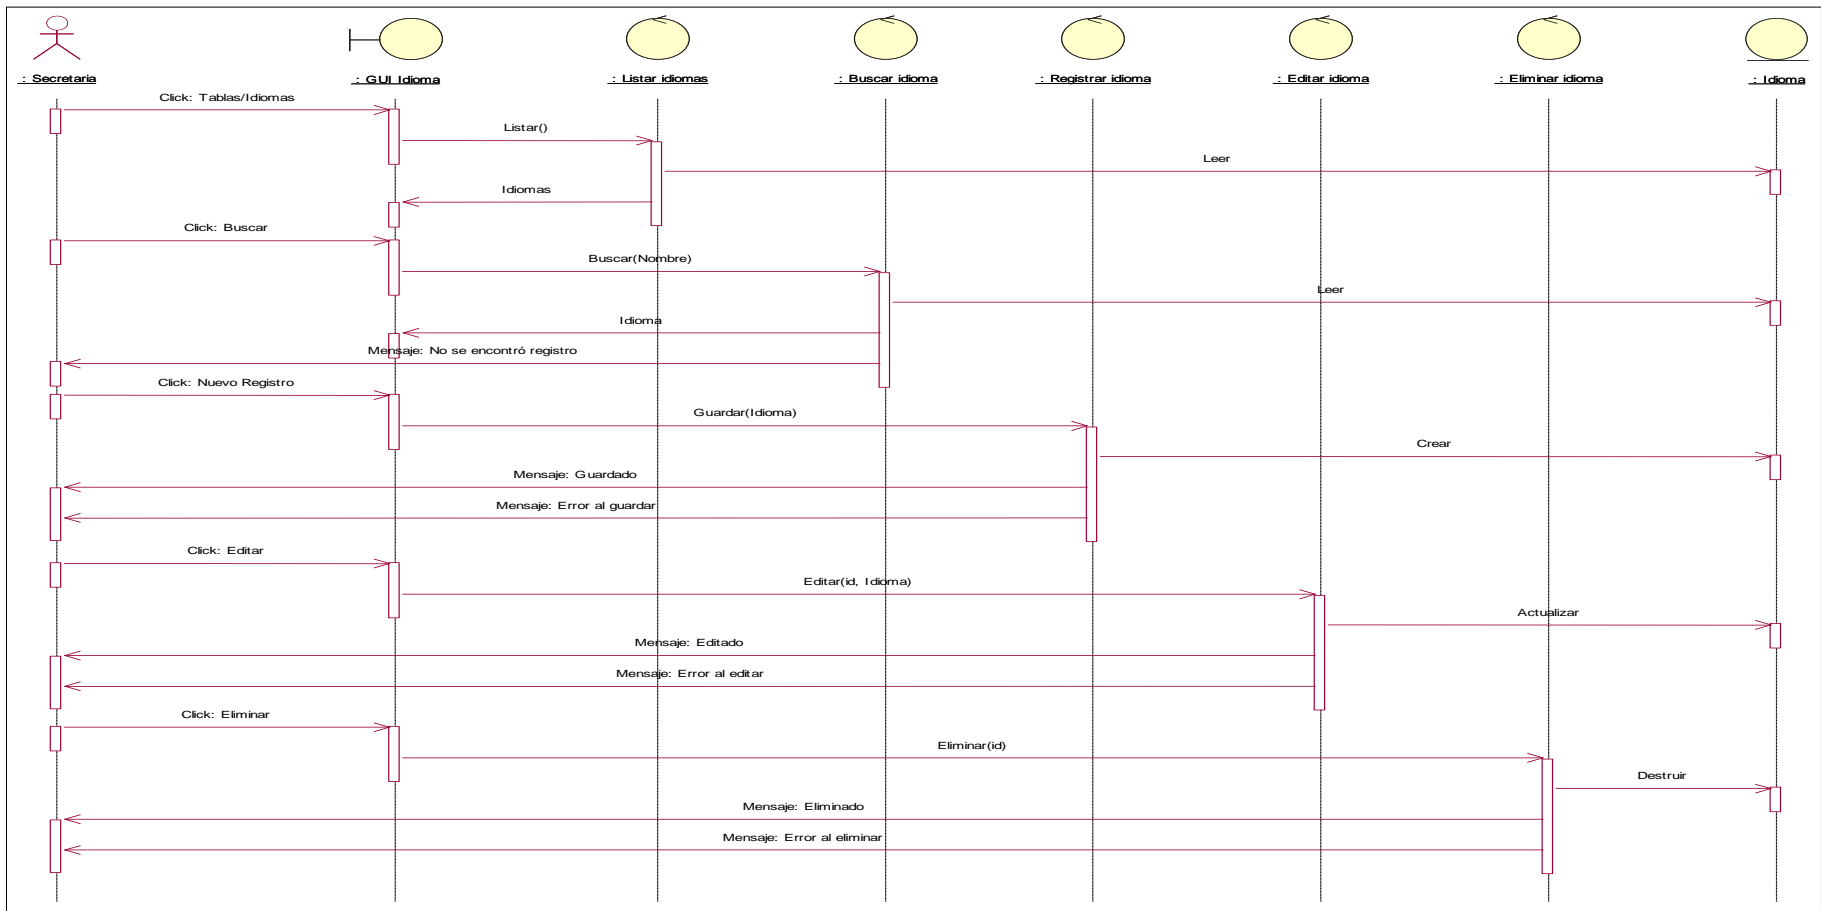 : Secretaria
: GUI Idioma
: Listar idiomas
: Buscar idioma
: Registrar idioma
: Editar idioma
: Eliminar idioma
: Idioma
Click: Tablas/Idiomas
Listar()
Leer
Idiomas
Click: Buscar
Buscar(Nombre)
Leer
Idioma
Mensaje: No se encontró registro
Click: Nuevo Registro
Guardar(Idioma)
Crear
Mensaje: Guardado
Mensaje: Error al guardar
Click: Editar
Editar(id, Idioma)
Actualizar
Mensaje: Editado
Mensaje: Error al editar
Click: Eliminar
Eliminar(id)
Destruir
Mensaje: Eliminado
Mensaje: Error al eliminar